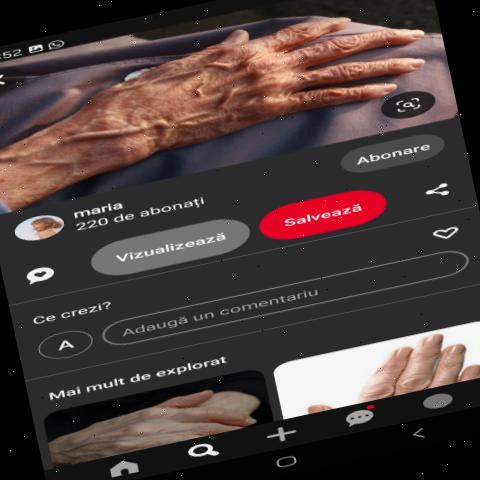 :52
Abonare
maria
220 de abonați
Vizualizează
Salvează
Ce crezi?
A
Adaugă un comentariu
Mai mult de explorat